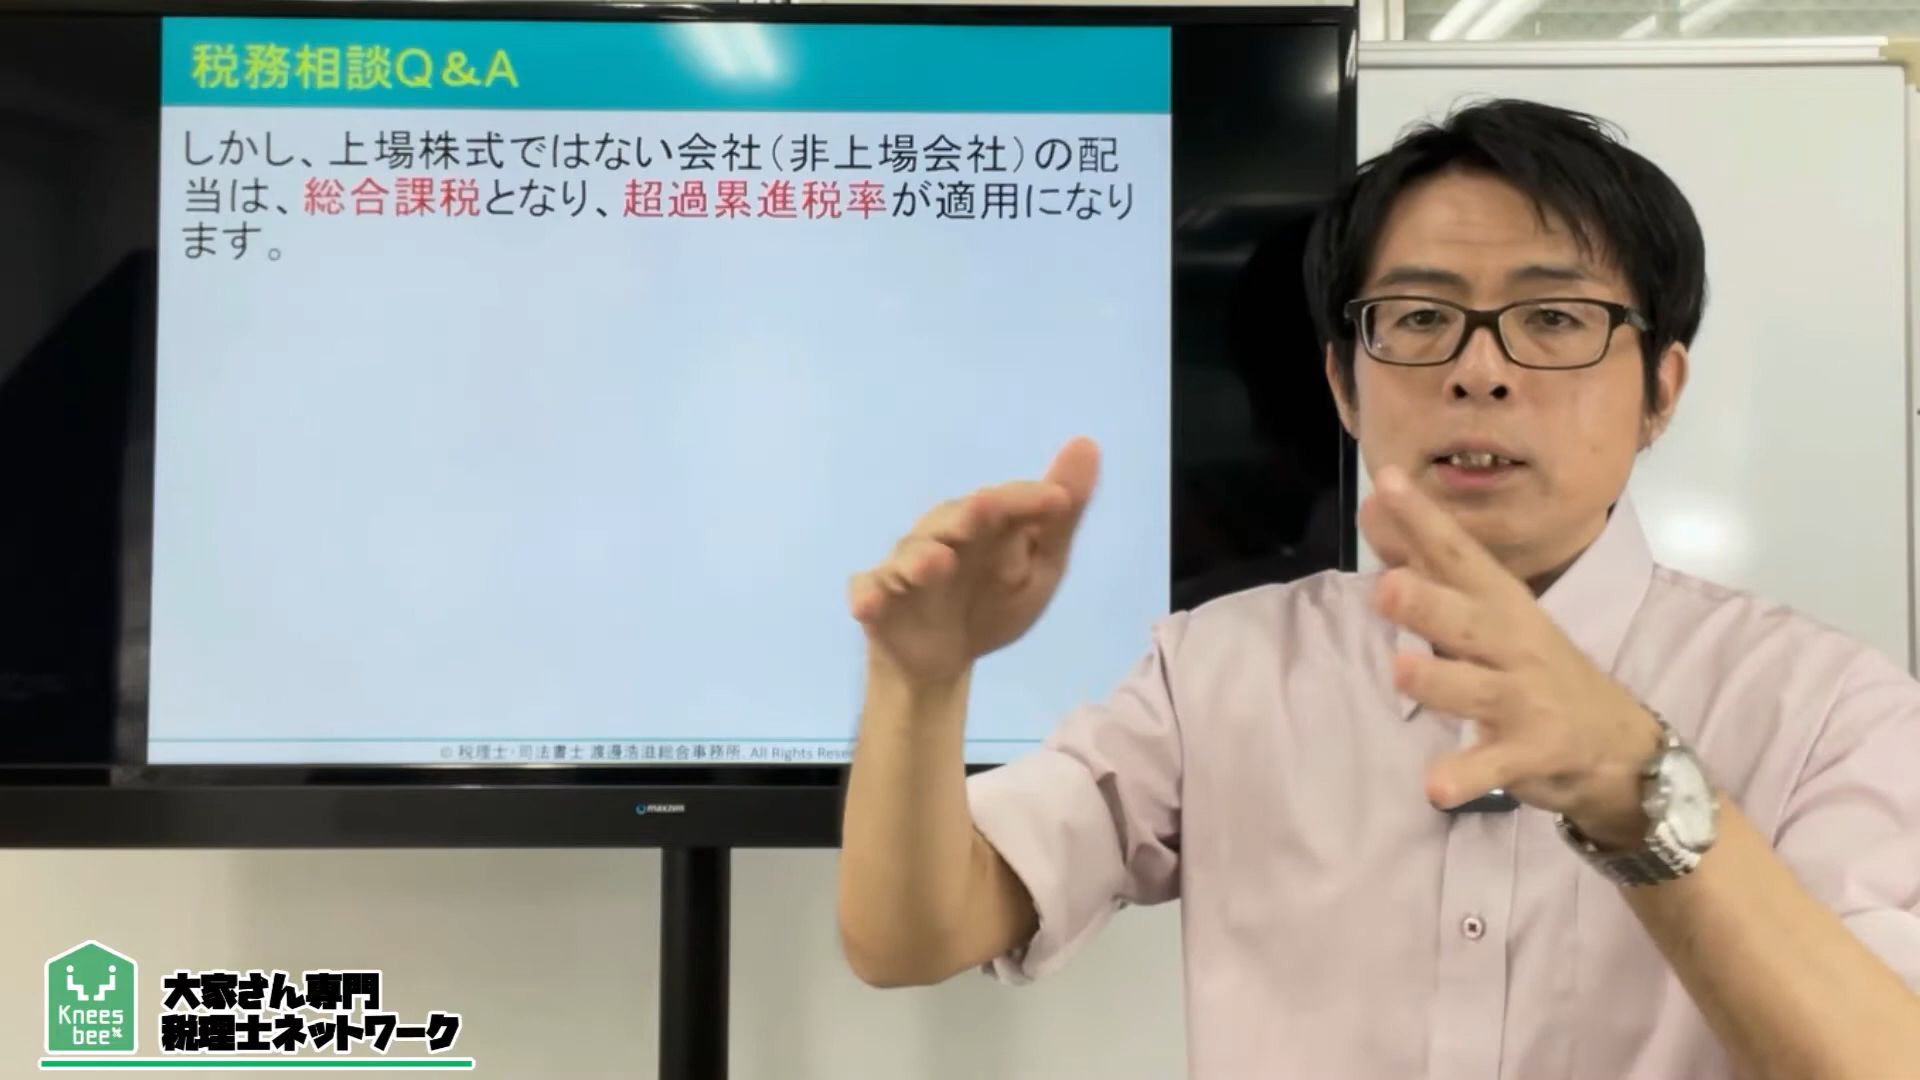 税務相談Q&A
しかし、上場株式ではない会社(非上場会社)の配
当は、総合課税となり、超過累進税率が適用になり
ます。
© 税理士・司法書士 渡邊浩滋総合事務所. All Rights
maxzen
Knees
bee
大家さん専門
税理士ネットワーク